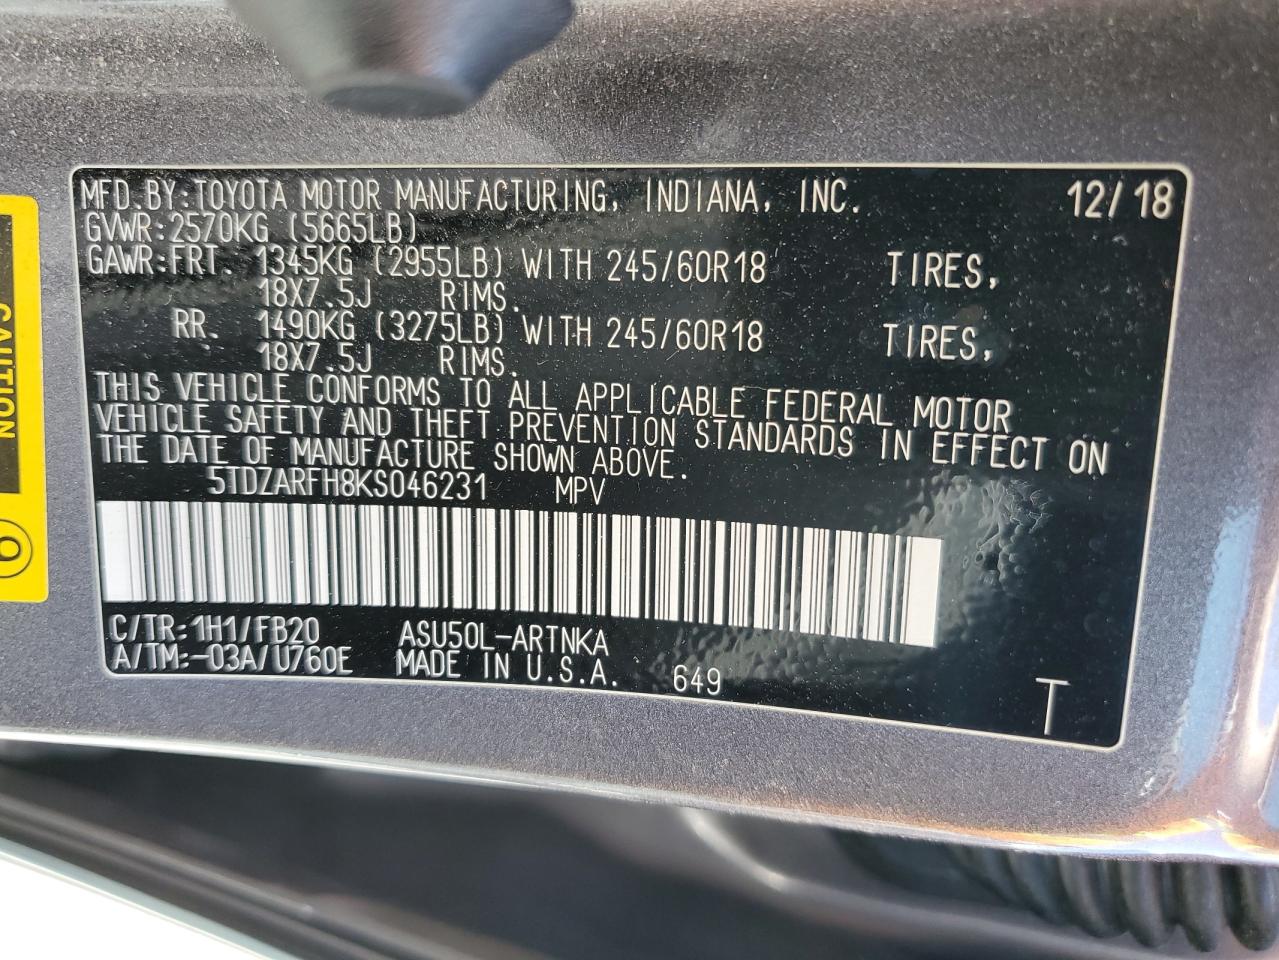 MFD.BY:TOYOTA MOTOR MANUFACTURING, INDIANA, INC. 12/18
GVWR:2570KG (5665LB)
GAWR:FRT. 1345KG (2955LB) WITH 245/60R18 TIRES,
18X7.5J RIMS.
RR. 1490KG (3275LB) WITH 245/60R18 TIRES,
18X7.5J RIMS.
THIS VEHICLE CONFORMS TO ALL APPLICABLE FEDERAL MOTOR
VEHICLE SAFETY AND THEFT PREVENTION STANDARDS IN EFFECT ON
THE DATE OF MANUFACTURE SHOWN ABOVE.
5TDZARFH8KS046231 MPV
C/TR:1H1/FB20 ASU50L-ARTNKA
A/TM:-03A/U760E MADE IN U.S.A. 649
T
CAUTION